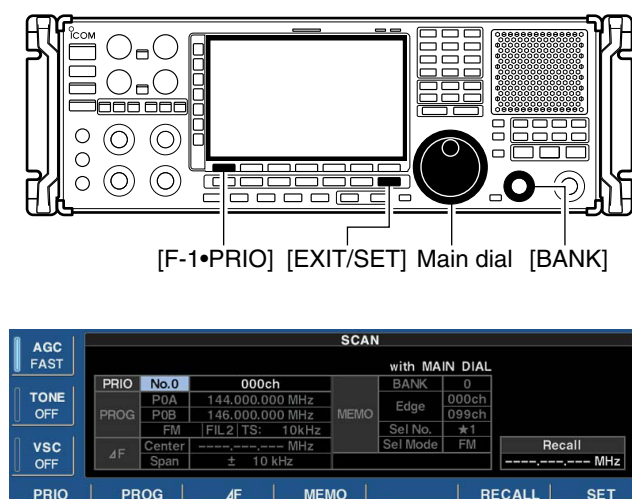 ICOM
[F-1•PRIO] [EXIT/SET] Main dial [BANK]
SCAN
AGC
FAST
with MAIN DIAL
PRIO No.0 000ch BANK 0
PROG P0A 144.000.000 MHz MEMO Edge 000ch
P0B 146.000.000 MHz 099ch
FM FIL2 TS: 10kHz Sel No. ★1
⊿F Center ----.---.--- MHz Sel Mode FM
Span ± 10 kHz
TONE
OFF
VSC
OFF
Recall
----.---.--- MHz
PRIO PROG ⊿F MEMO RECALL SET